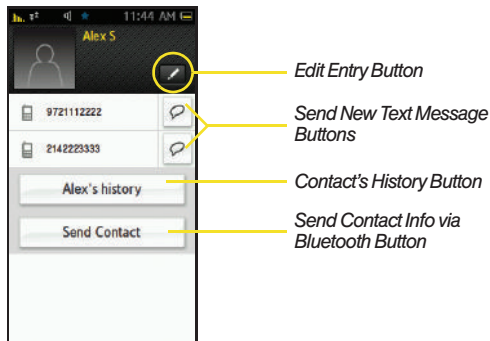 11:44 AM
Alex S
Edit Entry Button
9721112222
Send New Text Message
Buttons
2142223333
Alex's history
Contact's History Button
Send Contact
Send Contact Info via
Bluetooth Button